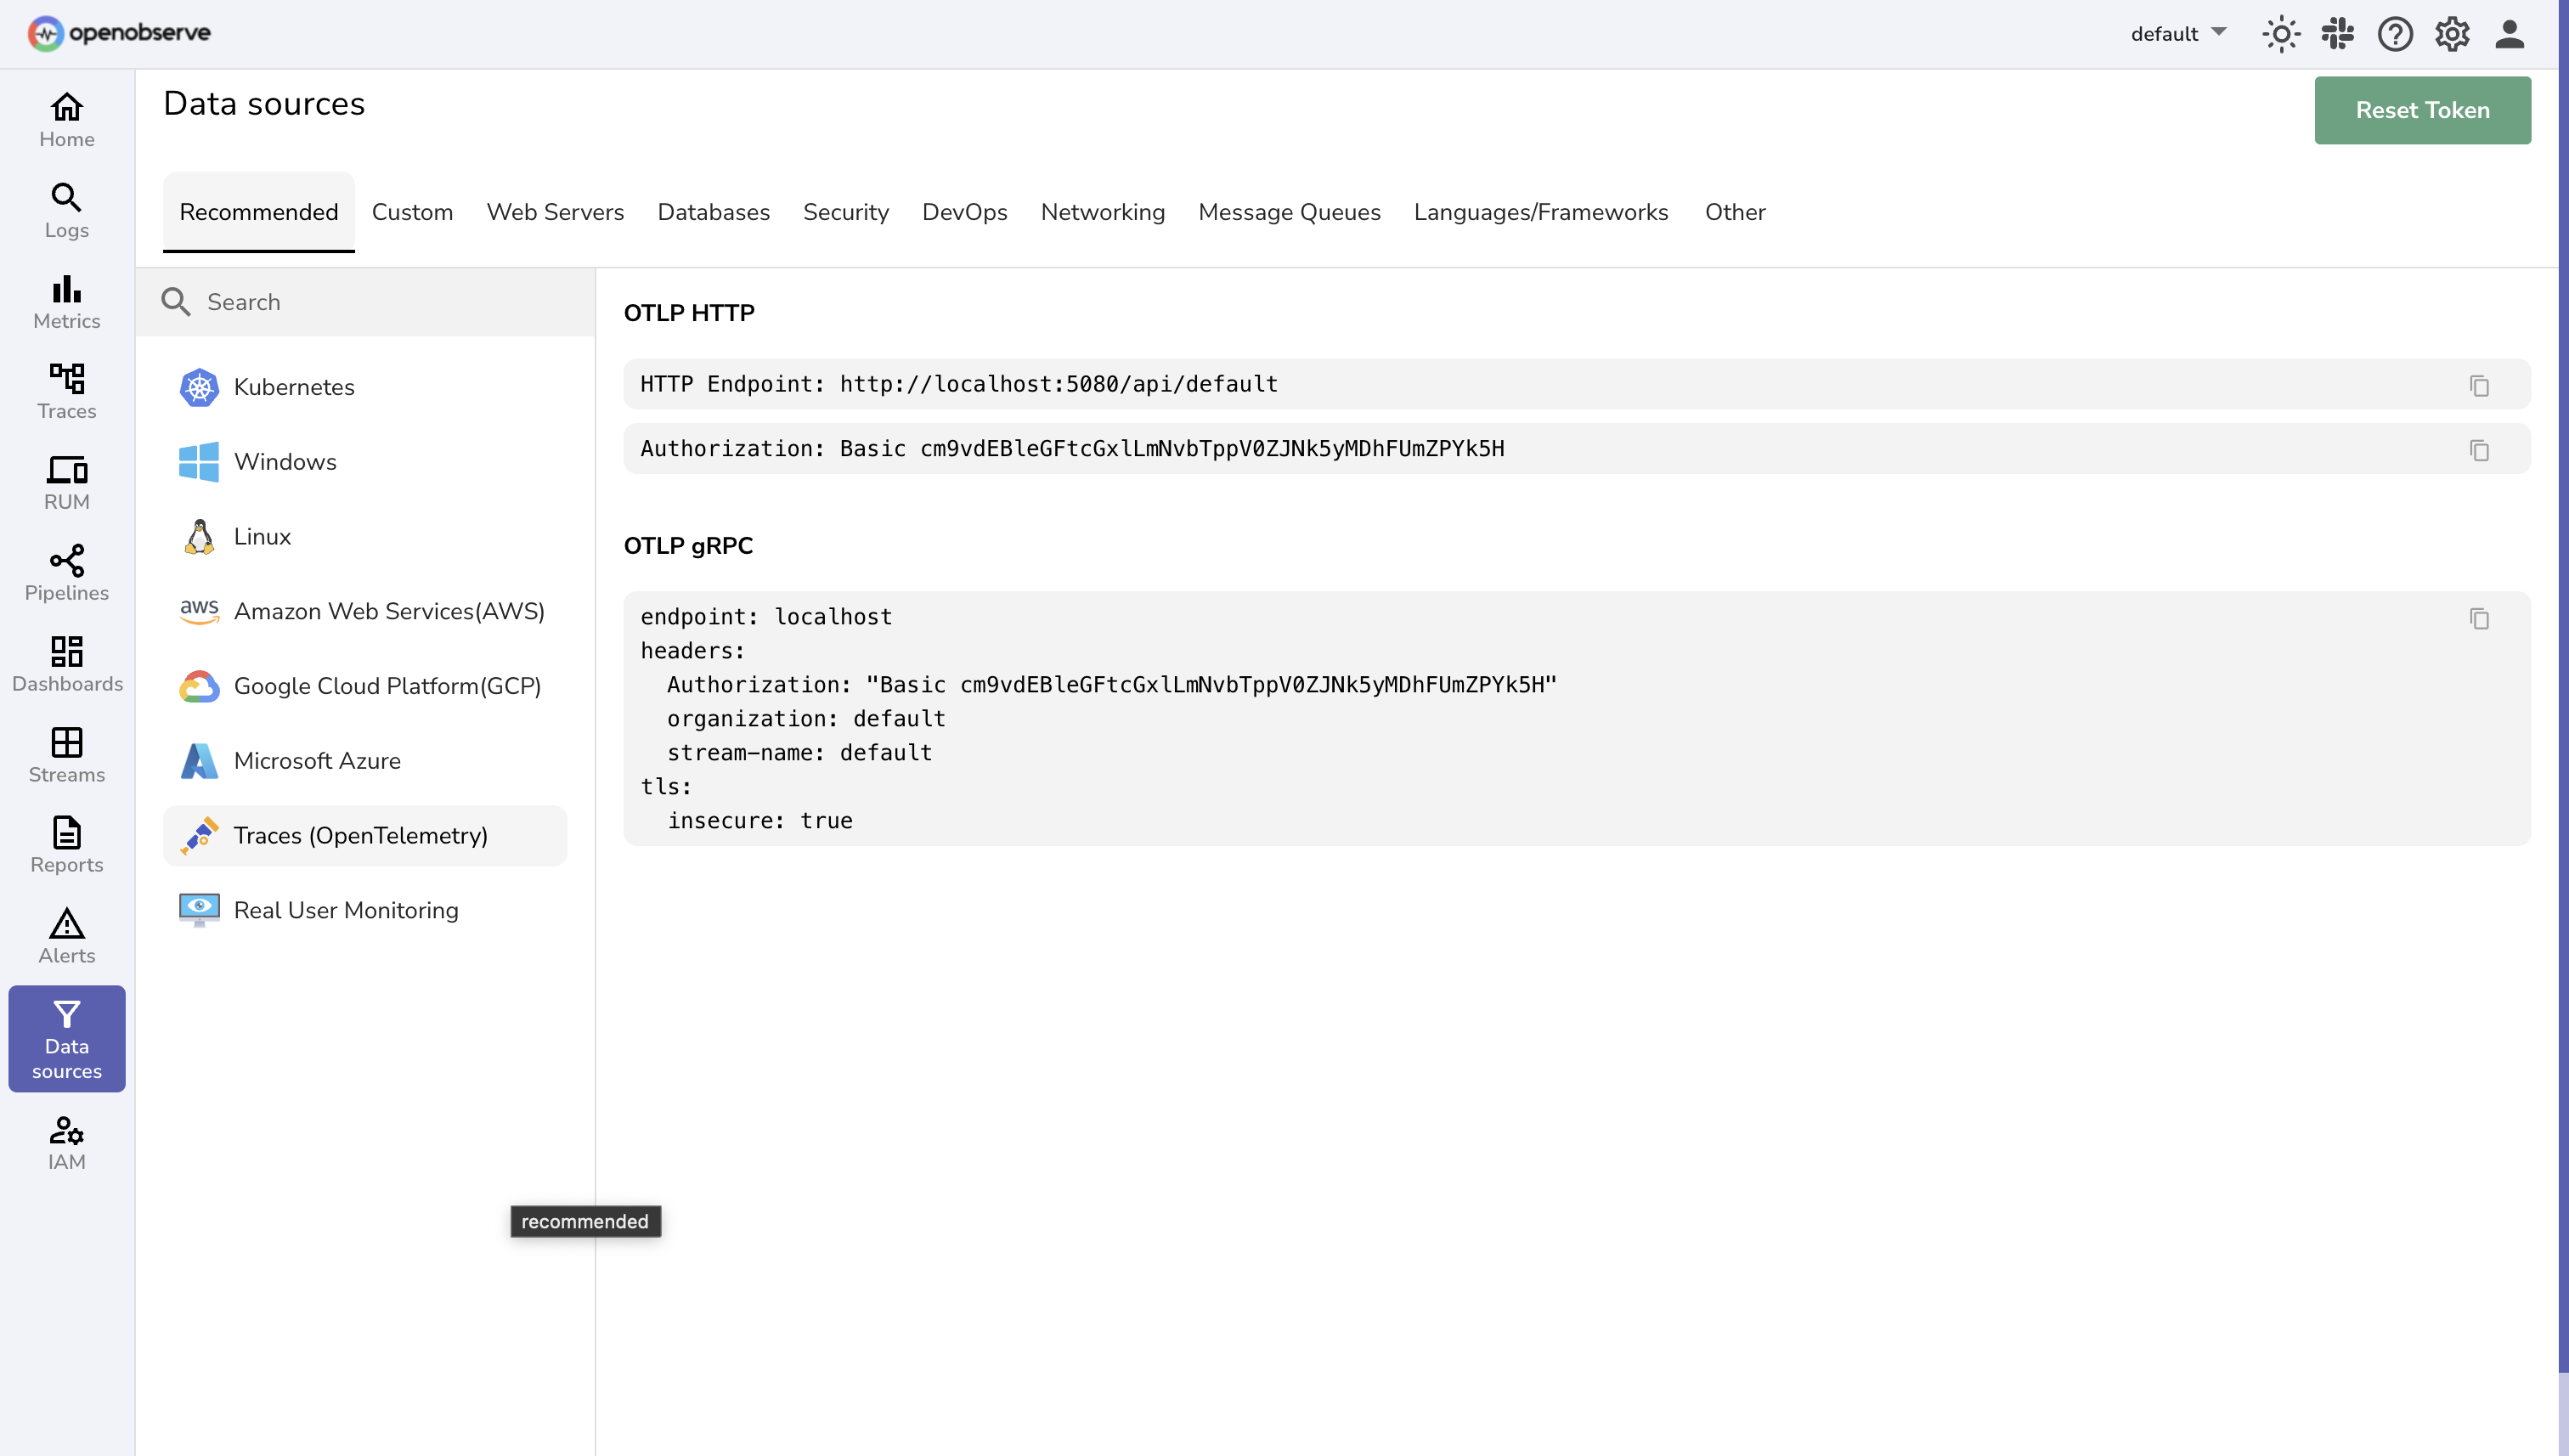 openobserve
default
Home
Logs
Metrics
Traces
RUM
Pipelines
Dashboards
Streams
Reports
Alerts
Data
sources
IAM
Data sources
Reset Token
Recommended
Custom
Web Servers
Databases
Security
DevOps
Networking
Message Queues
Languages/Frameworks
Other
Search
Kubernetes
Windows
Linux
aws
Amazon Web Services(AWS)
Google Cloud Platform(GCP)
Microsoft Azure
Traces (OpenTelemetry)
Real User Monitoring
recommended
OTLP HTTP
HTTP Endpoint: http://localhost:5080/api/default
Authorization: Basic cm9vdEBleGFtcGxlLmNvbTppV0ZJNk5yMDhFUmZPYk5H
OTLP gRPC
endpoint: localhost
headers:
  Authorization: "Basic cm9vdEBleGFtcGxlLmNvbTppV0ZJNk5yMDhFUmZPYk5H"
  organization: default
  stream-name: default
tls:
  insecure: true